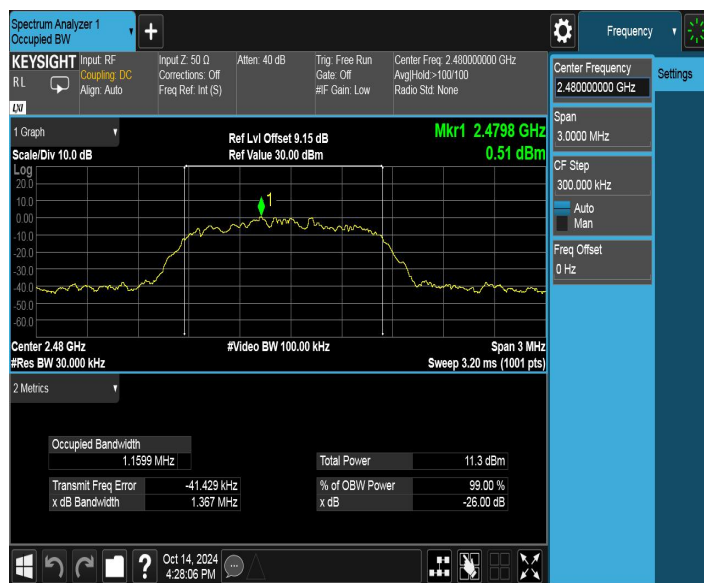 Spectrum Analyzer 1
Occupied BW
+
Frequency
KEYSIGHT
RL
LXI
Input: RF
Coupling: DC
Align: Auto
Input Z: 50 Ω
Corrections: Off
Freq Ref: Int (S)
Atten: 40 dB
Trig: Free Run
Gate: Off
#IF Gain: Low
Center Freq: 2.480000000 GHz
Avg|Hold:>100/100
Radio Std: None
Center Frequency
2.480000000 GHz
Settings
Span
3.0000 MHz
CF Step
300.000 kHz
Auto
Man
Freq Offset
0 Hz
1 Graph
Scale/Div 10.0 dB
Ref Lvl Offset 9.15 dB
Ref Value 30.00 dBm
Mkr1 2.4798 GHz
0.51 dBm
Log
20.0
10.0
0.00
-10.0
-20.0
-30.0
-40.0
-50.0
-60.0
1
Center 2.48 GHz
#Video BW 100.00 kHz
Span 3 MHz
#Res BW 30.000 kHz
Sweep 3.20 ms (1001 pts)
2 Metrics
Occupied Bandwidth
1.1599 MHz
Total Power 11.3 dBm
Transmit Freq Error -41.429 kHz
% of OBW Power 99.00 %
x dB Bandwidth 1.367 MHz
x dB -26.00 dB
?
Oct 14, 2024
4:28:06 PM